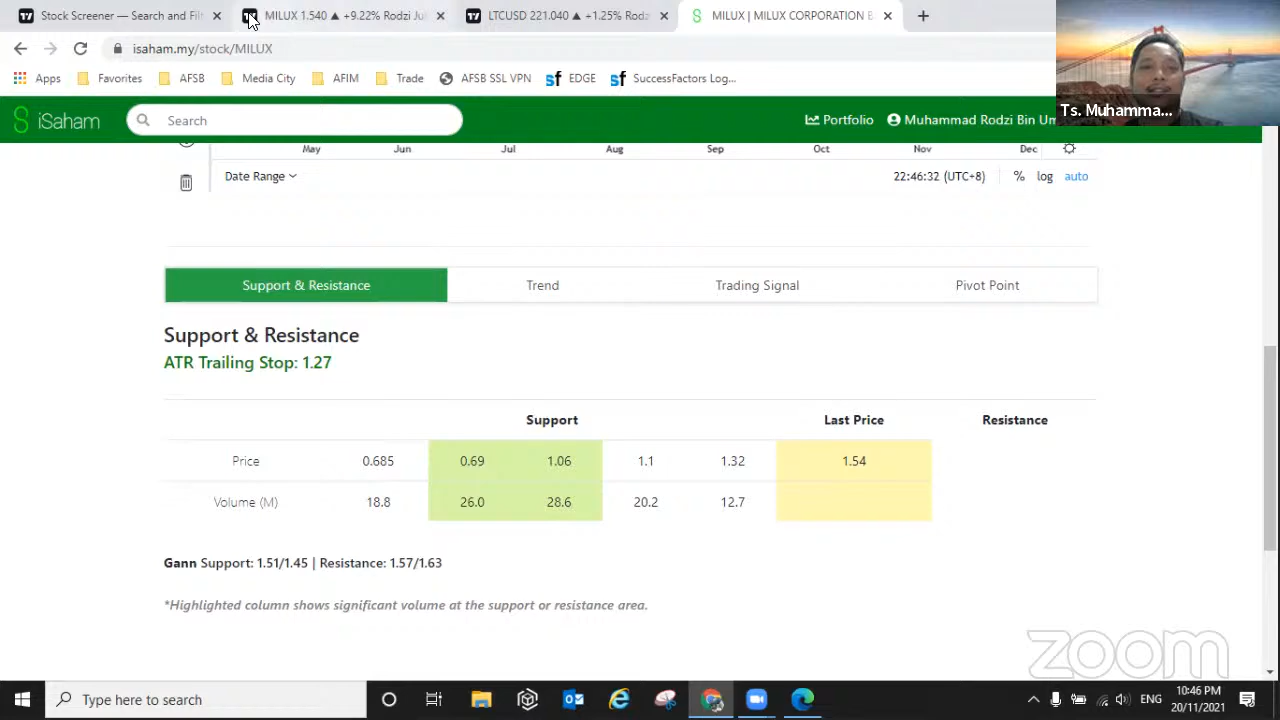 Stock Screener — Search and Filt
MILUX 1.540 ▲ +9.22% Rodzi Ju
LTCUSD 221.040 ▲ +1.25% Rodz
MILUX | MILUX CORPORATION B
isaham.my/stock/MILUX
Apps Favorites AFSB Media City AFIM Trade AFSB SSL VPN EDGE SuccessFactors Log...
iSaham
Search
Portfolio
Muhammad Rodzi Bin Um
Ts. Muhamma...
May Jun Jul Aug Sep Oct Nov Dec
Date Range
22:46:32 (UTC+8) % log auto
Support & Resistance Trend Trading Signal Pivot Point
Support & Resistance
ATR Trailing Stop: 1.27
Support Last Price Resistance
Price 0.685 0.69 1.06 1.1 1.32 1.54
Volume (M) 18.8 26.0 28.6 20.2 12.7
Gann Support: 1.51/1.45 | Resistance: 1.57/1.63
*Highlighted column shows significant volume at the support or resistance area.
zoom
Type here to search
ENG
10:46 PM
20/11/2021